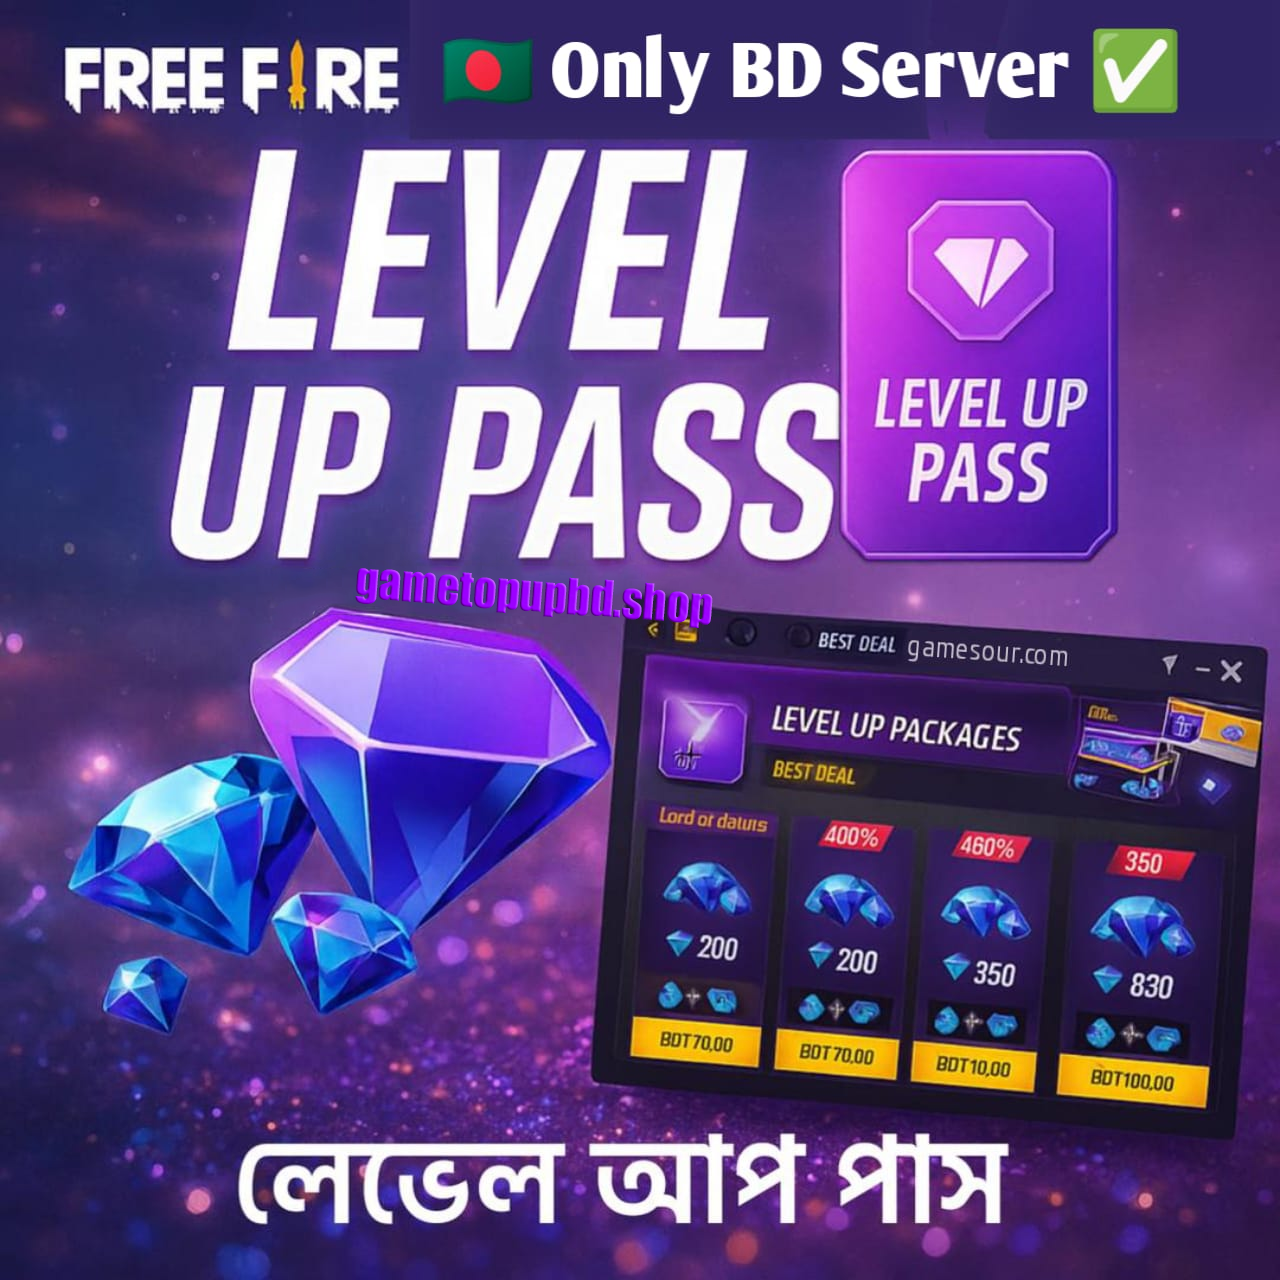 FREE FIRE
🇧🇩 Only BD Server ✅
LEVEL
UP PASS
LEVEL UP
PASS
gametopupbd.shop
BEST DEAL gamesour.com
LEVEL UP PACKAGES
BEST DEAL
Lord or daluis
400%
460%
350
200
200
350
830
BDT70,00
BDT70,00
BDT10,00
BDT100,00
লেভেল আপ পাস